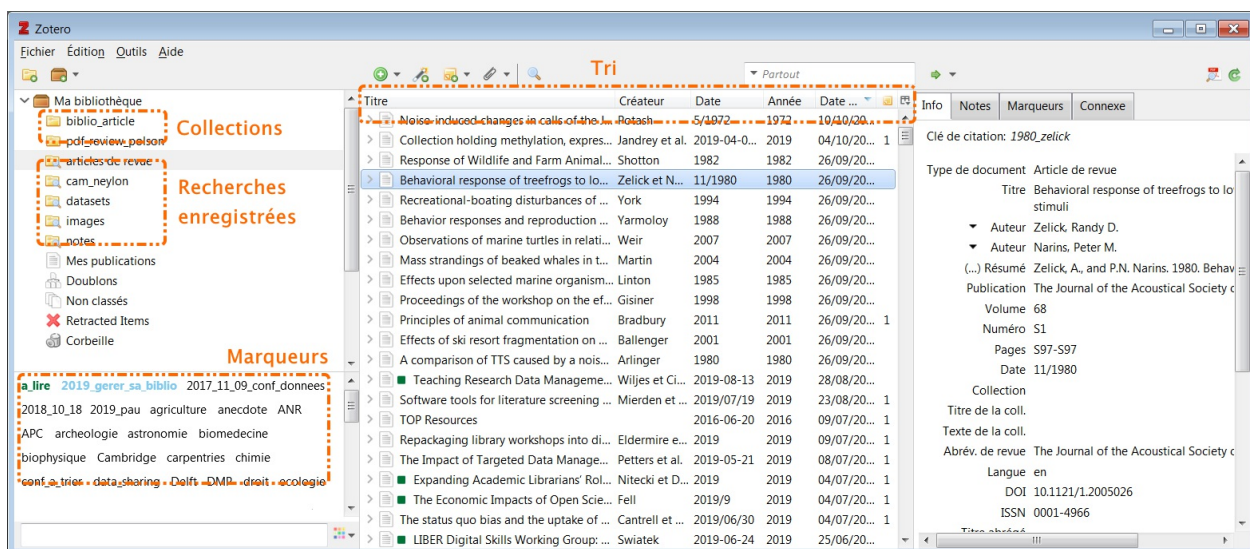 Zotero
Fichier Édition Outils Aide
Tri
Partout
Ma bibliothèque
biblio_article
pdf_review_polson
Collections
articles de revue
cam_neylon
datasets
images
notes
Recherches
enregistrées
Mes publications
Doublons
Non classés
Retracted Items
Corbeille
Marqueurs
a_lire 2019_gerer_sa_biblio 2017_11_09_conf_donnees
2018_10_18 2019_pau agriculture anecdote ANR
APC archeologie astronomie biomedecine
biophysique Cambridge carpentries chimie
conf_a_trier data_sharing Delft DMP droit ecologie
Titre Créateur Date Année Date ...
Noise-induced changes in calls of the J... Potash 5/1972 1972 10/10/20...
Collection holding methylation, expres... Jandrey et al. 2019-04-0... 2019 04/10/20... 1
Response of Wildlife and Farm Animal... Shotton 1982 1982 26/09/20...
Behavioral response of treefrogs to lo... Zelick et N... 11/1980 1980 26/09/20...
Recreational-boating disturbances of ... York 1994 1994 26/09/20...
Behavior responses and reproduction ... Yarmoloy 1988 1988 26/09/20...
Observations of marine turtles in relati... Weir 2007 2007 26/09/20...
Mass strandings of beaked whales in t... Martin 2004 2004 26/09/20...
Effects upon selected marine organism... Linton 1985 1985 26/09/20...
Proceedings of the workshop on the ef... Gisiner 1998 1998 26/09/20...
Principles of animal communication Bradbury 2011 2011 26/09/20... 1
Effects of ski resort fragmentation on ... Ballenger 2001 2001 26/09/20...
A comparison of TTS caused by a nois... Arlinger 1980 1980 26/09/20...
Teaching Research Data Manageme... Wiljes et Ci... 2019-08-13 2019 28/08/20...
Software tools for literature screening ... Mierden et ... 2019/07/19 2019 23/08/20... 1
TOP Resources 2016-06-20 2016 09/07/20... 1
Repackaging library workshops into di... Eldermire e... 2019 2019 09/07/20... 1
The Impact of Targeted Data Manage... Petters et al. 2019-05-21 2019 08/07/20... 1
Expanding Academic Librarians' Rol... Nitecki et D... 2019 2019 04/07/20... 1
The Economic Impacts of Open Scie... Fell 2019/9 2019 04/07/20... 1
The status quo bias and the uptake of ... Cantrell et ... 2019/06/30 2019 04/07/20... 1
LIBER Digital Skills Working Group: ... Swiatek 2019-06-24 2019 25/06/20...
Info Notes Marqueurs Connexe
Clé de citation: 1980_zelick
Type de document Article de revue
Titre Behavioral response of treefrogs to lo
stimuli
Auteur Zelick, Randy D.
Auteur Narins, Peter M.
(...) Résumé Zelick, A., and P.N. Narins. 1980. Behav
Publication The Journal of the Acoustical Society
Volume 68
Numéro S1
Pages S97-S97
Date 11/1980
Collection
Titre de la coll.
Texte de la coll.
Abrév. de revue The Journal of the Acoustical Society
Langue en
DOI 10.1121/1.2005026
ISSN 0001-4966
Titre abrégé